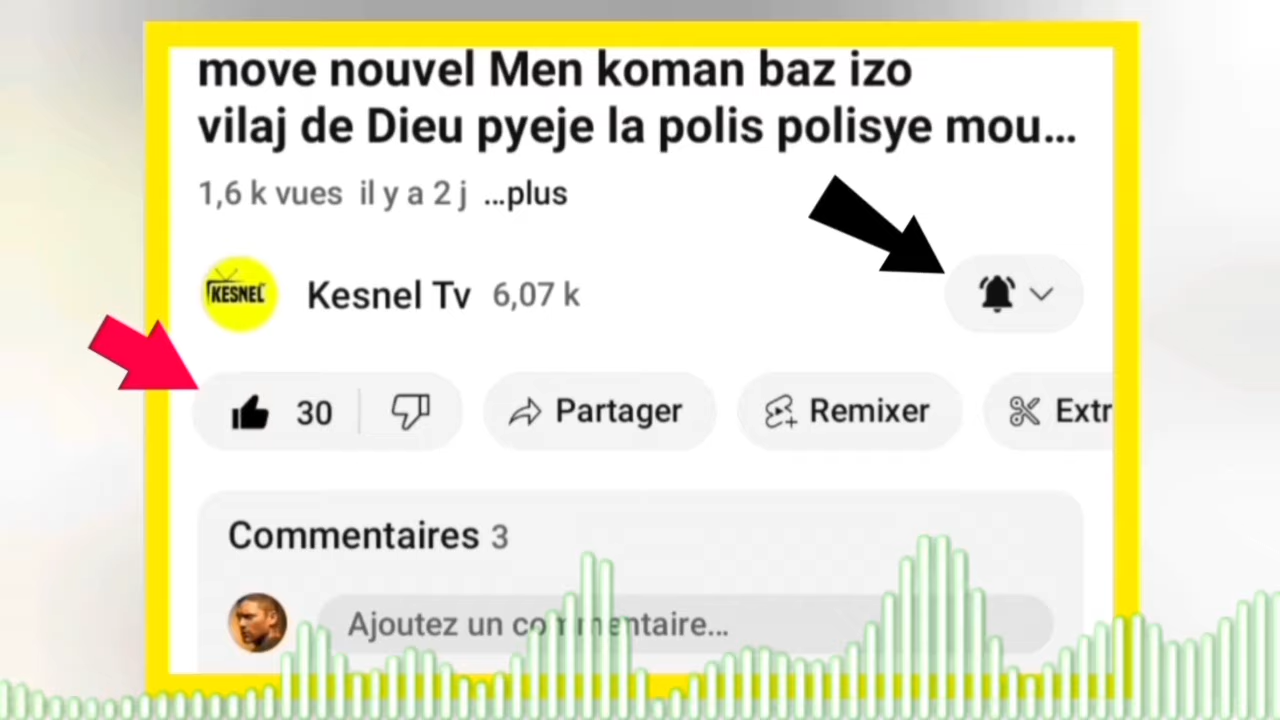 move nouvel Men koman baz izo
vilaj de Dieu pyeje la polis polisye mou...
1,6 k vues il y a 2 j ...plus
KESNEL
Kesnel Tv 6,07 k
30 Partager Remixer Extr
Commentaires 3
Ajoutez un commentaire...